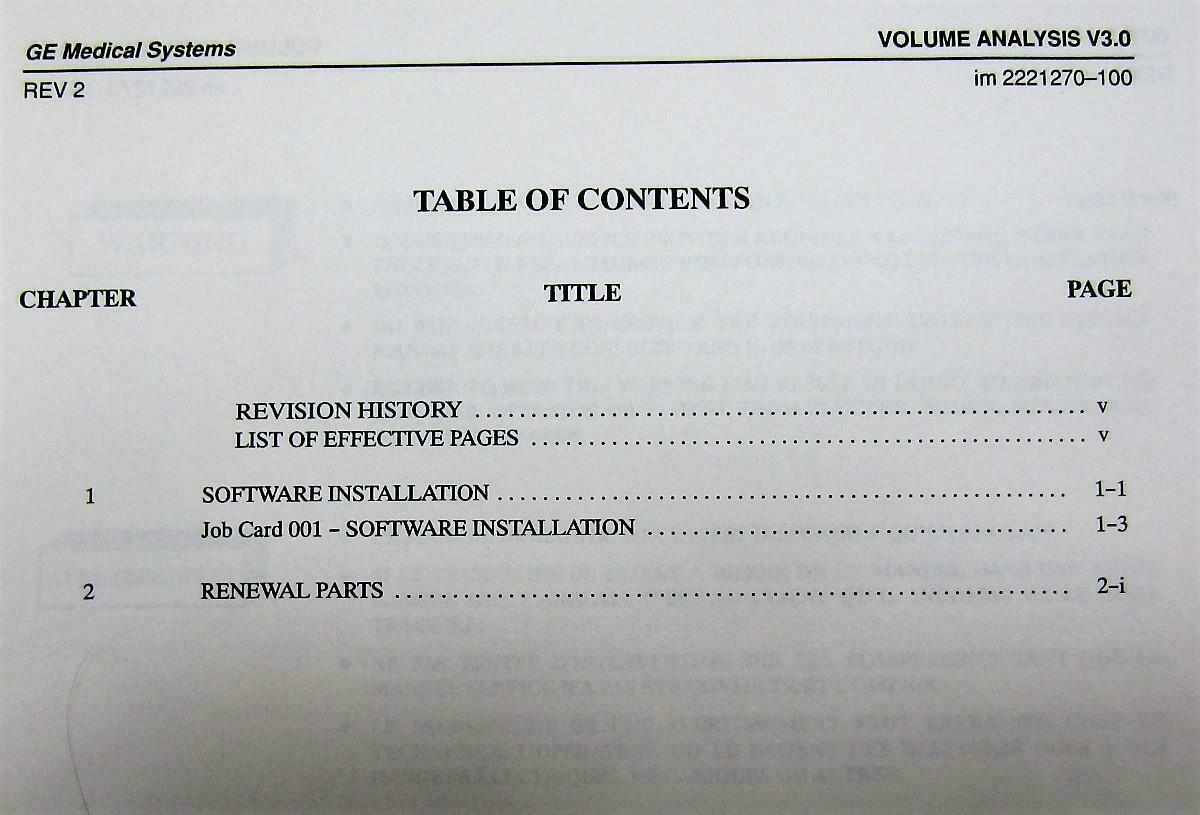 GE Medical Systems VOLUME ANALYSIS V3.0
REV 2 im 2221270–100
TABLE OF CONTENTS
CHAPTER TITLE PAGE
REVISION HISTORY ........................................................ v
LIST OF EFFECTIVE PAGES .................................................. v
1 SOFTWARE INSTALLATION .................................................... 1–1
Job Card 001 – SOFTWARE INSTALLATION ...................................... 1–3
2 RENEWAL PARTS .............................................................. 2–i